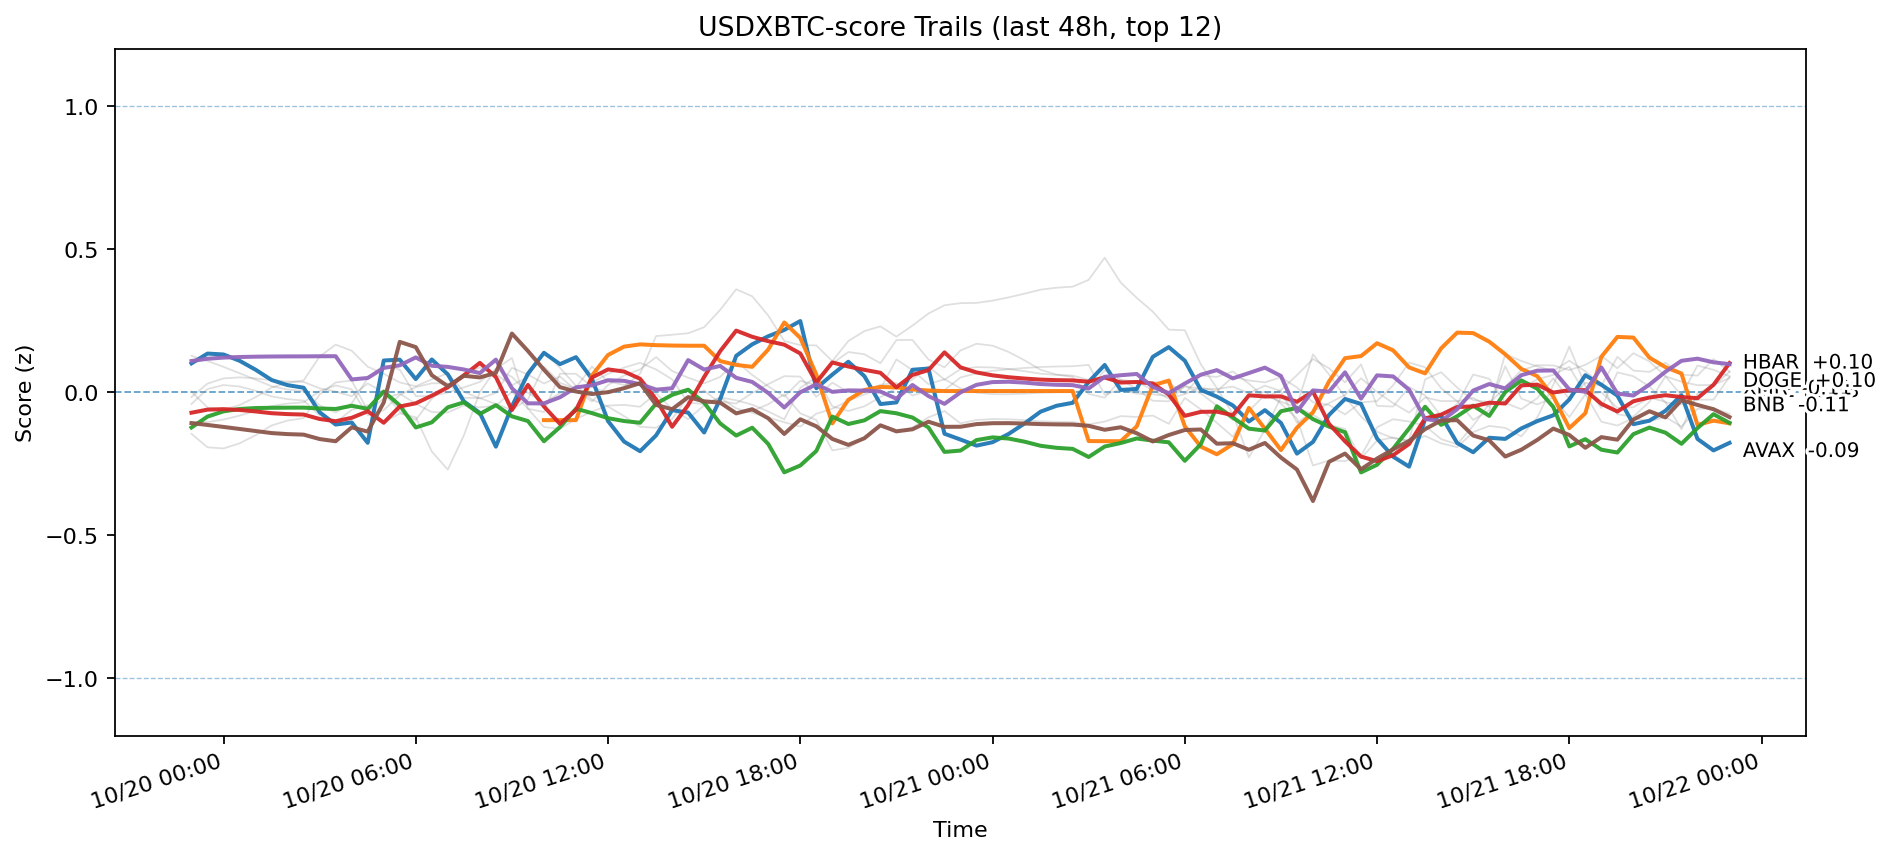 USDXBTC-score Trails (last 48h, top 12)
Score (z)
1.0
0.5
0.0
−0.5
−1.0
HBAR +0.10
DOGE +0.10
BNB -0.11
AVAX -0.09
10/20 00:00
10/20 06:00
10/20 12:00
10/20 18:00
10/21 00:00
10/21 06:00
10/21 12:00
10/21 18:00
10/22 00:00
Time